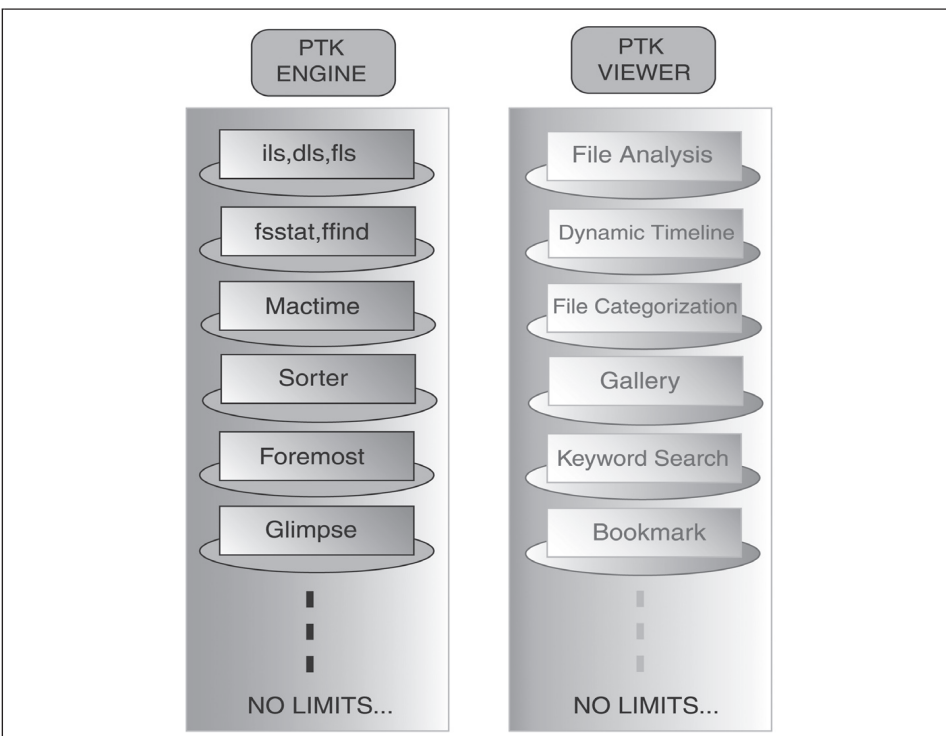 PTK
ENGINE
ils,dls,fls
fsstat,ffind
Mactime
Sorter
Foremost
Glimpse
NO LIMITS...
PTK
VIEWER
File Analysis
Dynamic Timeline
File Categorization
Gallery
Keyword Search
Bookmark
NO LIMITS...